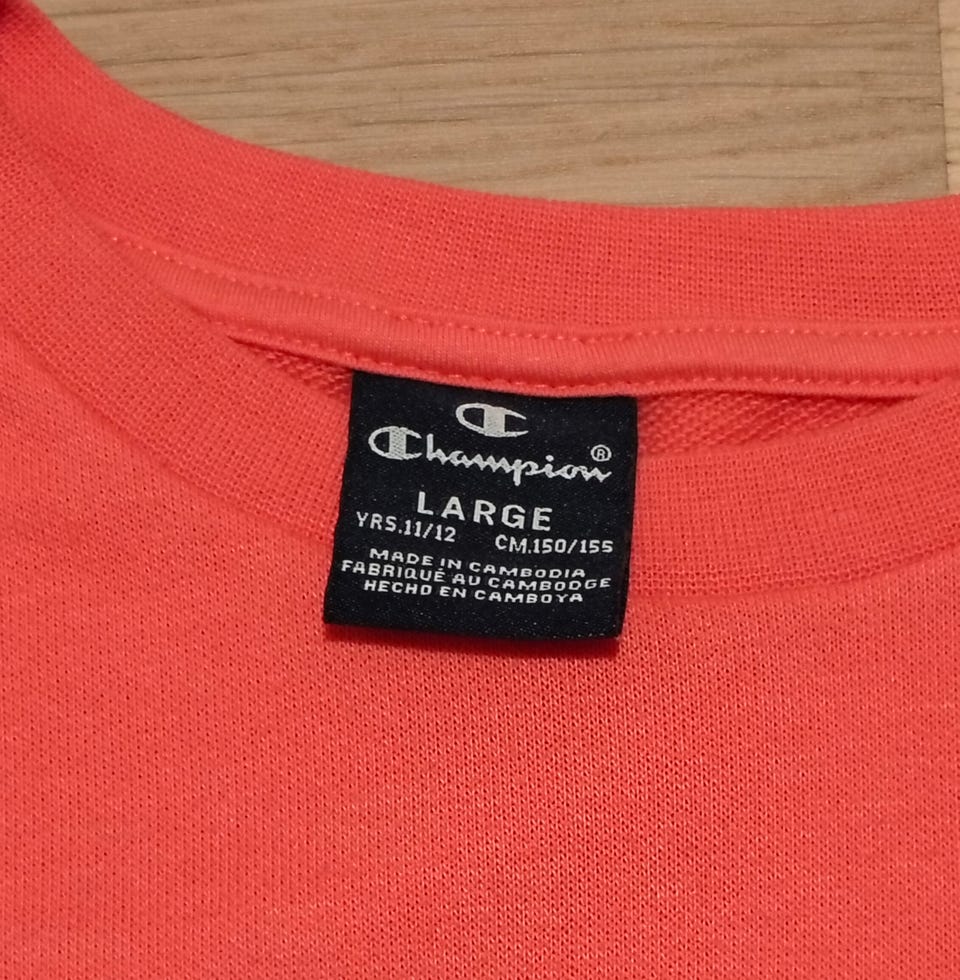 Champion®
LARGE
YRS.11/12 CM.150/155
MADE IN CAMBODIA
FABRIQUÉ AU CAMBODGE
HECHO EN CAMBOYA